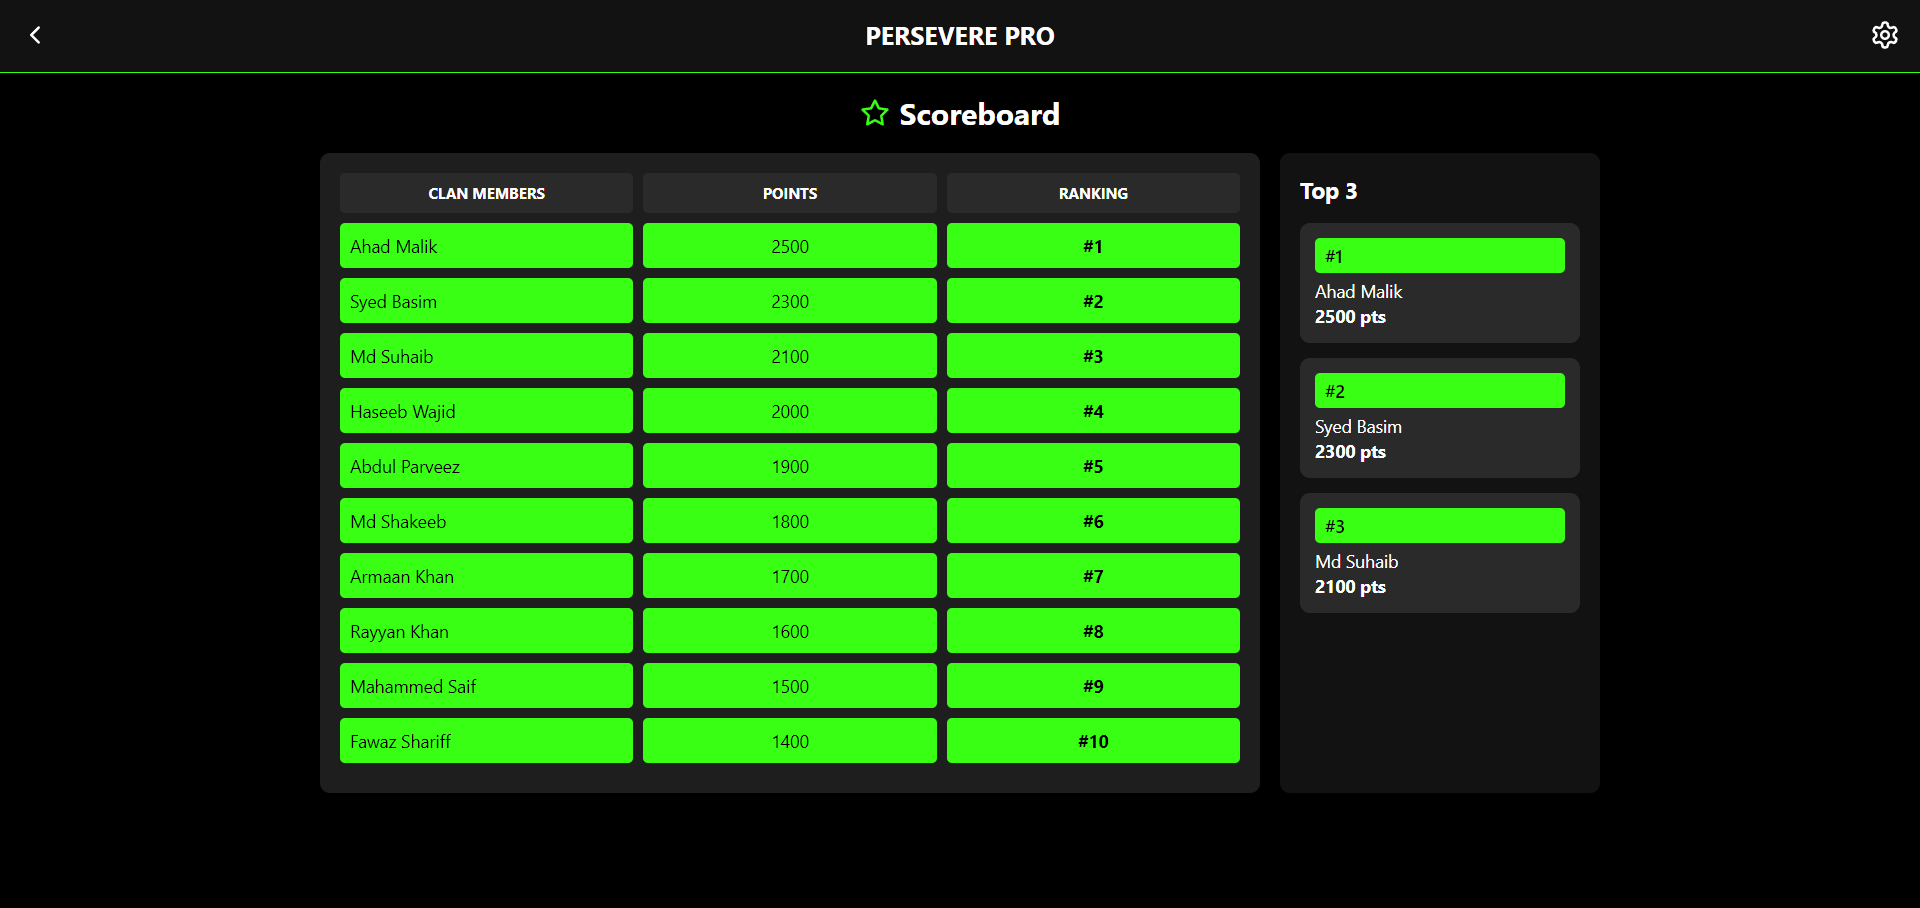 PERSEVERE PRO
Scoreboard
CLAN MEMBERS POINTS RANKING
Ahad Malik 2500 #1
Syed Basim 2300 #2
Md Suhaib 2100 #3
Haseeb Wajid 2000 #4
Abdul Parveez 1900 #5
Md Shakeeb 1800 #6
Armaan Khan 1700 #7
Rayyan Khan 1600 #8
Mahammed Saif 1500 #9
Fawaz Shariff 1400 #10
Top 3
#1
Ahad Malik
2500 pts
#2
Syed Basim
2300 pts
#3
Md Suhaib
2100 pts